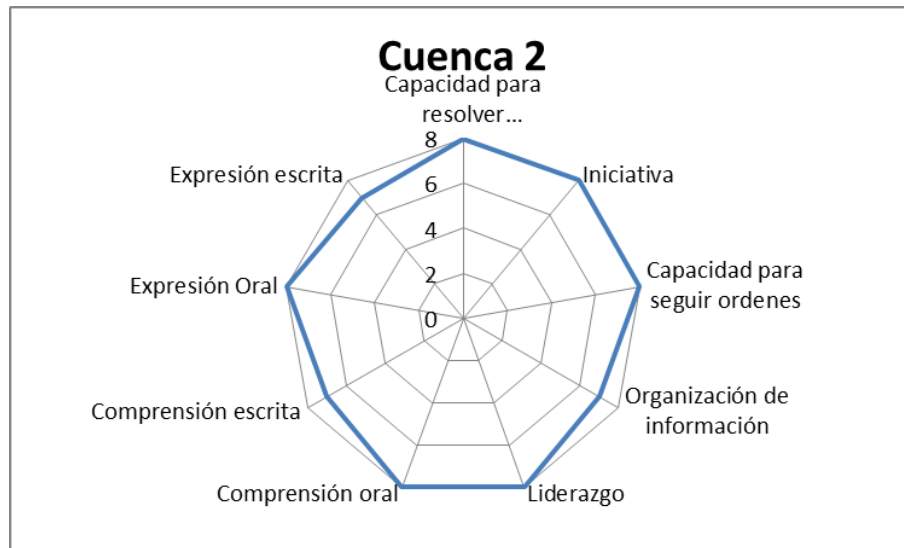 Cuenca 2
Capacidad para
resolver...
Iniciativa
Capacidad para
seguir ordenes
Organización de
información
Liderazgo
Comprensión oral
Comprensión escrita
Expresión Oral
Expresión escrita
8
6
4
2
0